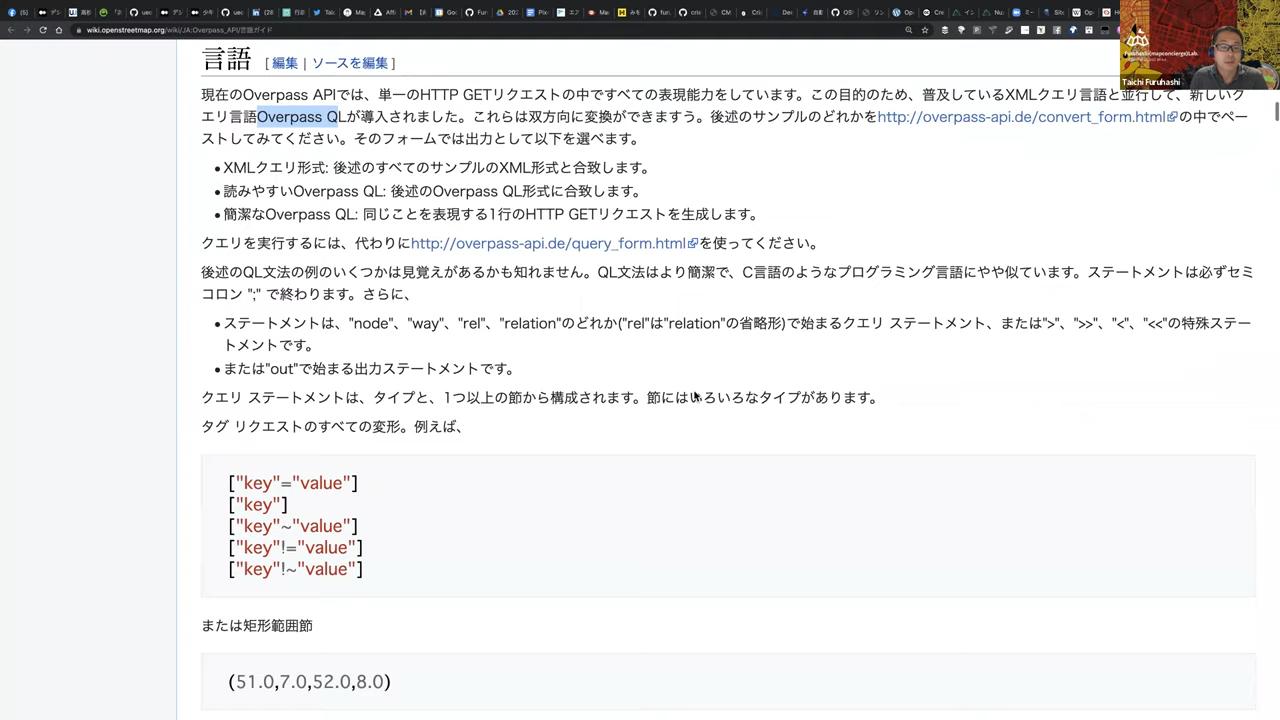 (5)
wiki.openstreetmap.org/wiki/JA:Overpass_API/言語ガイド
mapconcierge
Taichi Furuhashi
言語 [ 編集 | ソースを編集 ]
現在のOverpass APIでは、単一のHTTP GETリクエストの中ですべての表現能力をしています。この目的のため、普及しているXMLクエリ言語と並行して、新しいク
エリ言語Overpass QLが導入されました。これらは双方向に変換ができますう。後述のサンプルのどれかをhttp://overpass-api.de/convert_form.htmlの中でペー
ストしてみてください。そのフォームでは出力として以下を選べます。
• XMLクエリ形式: 後述のすべてのサンプルのXML形式と合致します。
• 読みやすいOverpass QL: 後述のOverpass QL形式に合致します。
• 簡潔なOverpass QL: 同じことを表現する1行のHTTP GETリクエストを生成します。
クエリを実行するには、代わりにhttp://overpass-api.de/query_form.htmlを使ってください。
後述のQL文法の例のいくつかは見覚えがあるかも知れません。QL文法はより簡潔で、C言語のようなプログラミング言語にやや似ています。ステートメントは必ずセミ
コロン ";" で終わります。さらに、
• ステートメントは、"node"、"way"、"rel"、"relation"のどれか("rel"は"relation"の省略形)で始まるクエリ ステートメント、または">"、">>"、"<"、"<<"の特殊ステー
トメントです。
• または"out"で始まる出力ステートメントです。
クエリ ステートメントは、タイプと、1つ以上の節から構成されます。節にはいろいろなタイプがあります。
タグ リクエストのすべての変形。例えば、
["key"="value"]
["key"]
["key"~"value"]
["key"!="value"]
["key"!~"value"]
または矩形範囲節
(51.0,7.0,52.0,8.0)